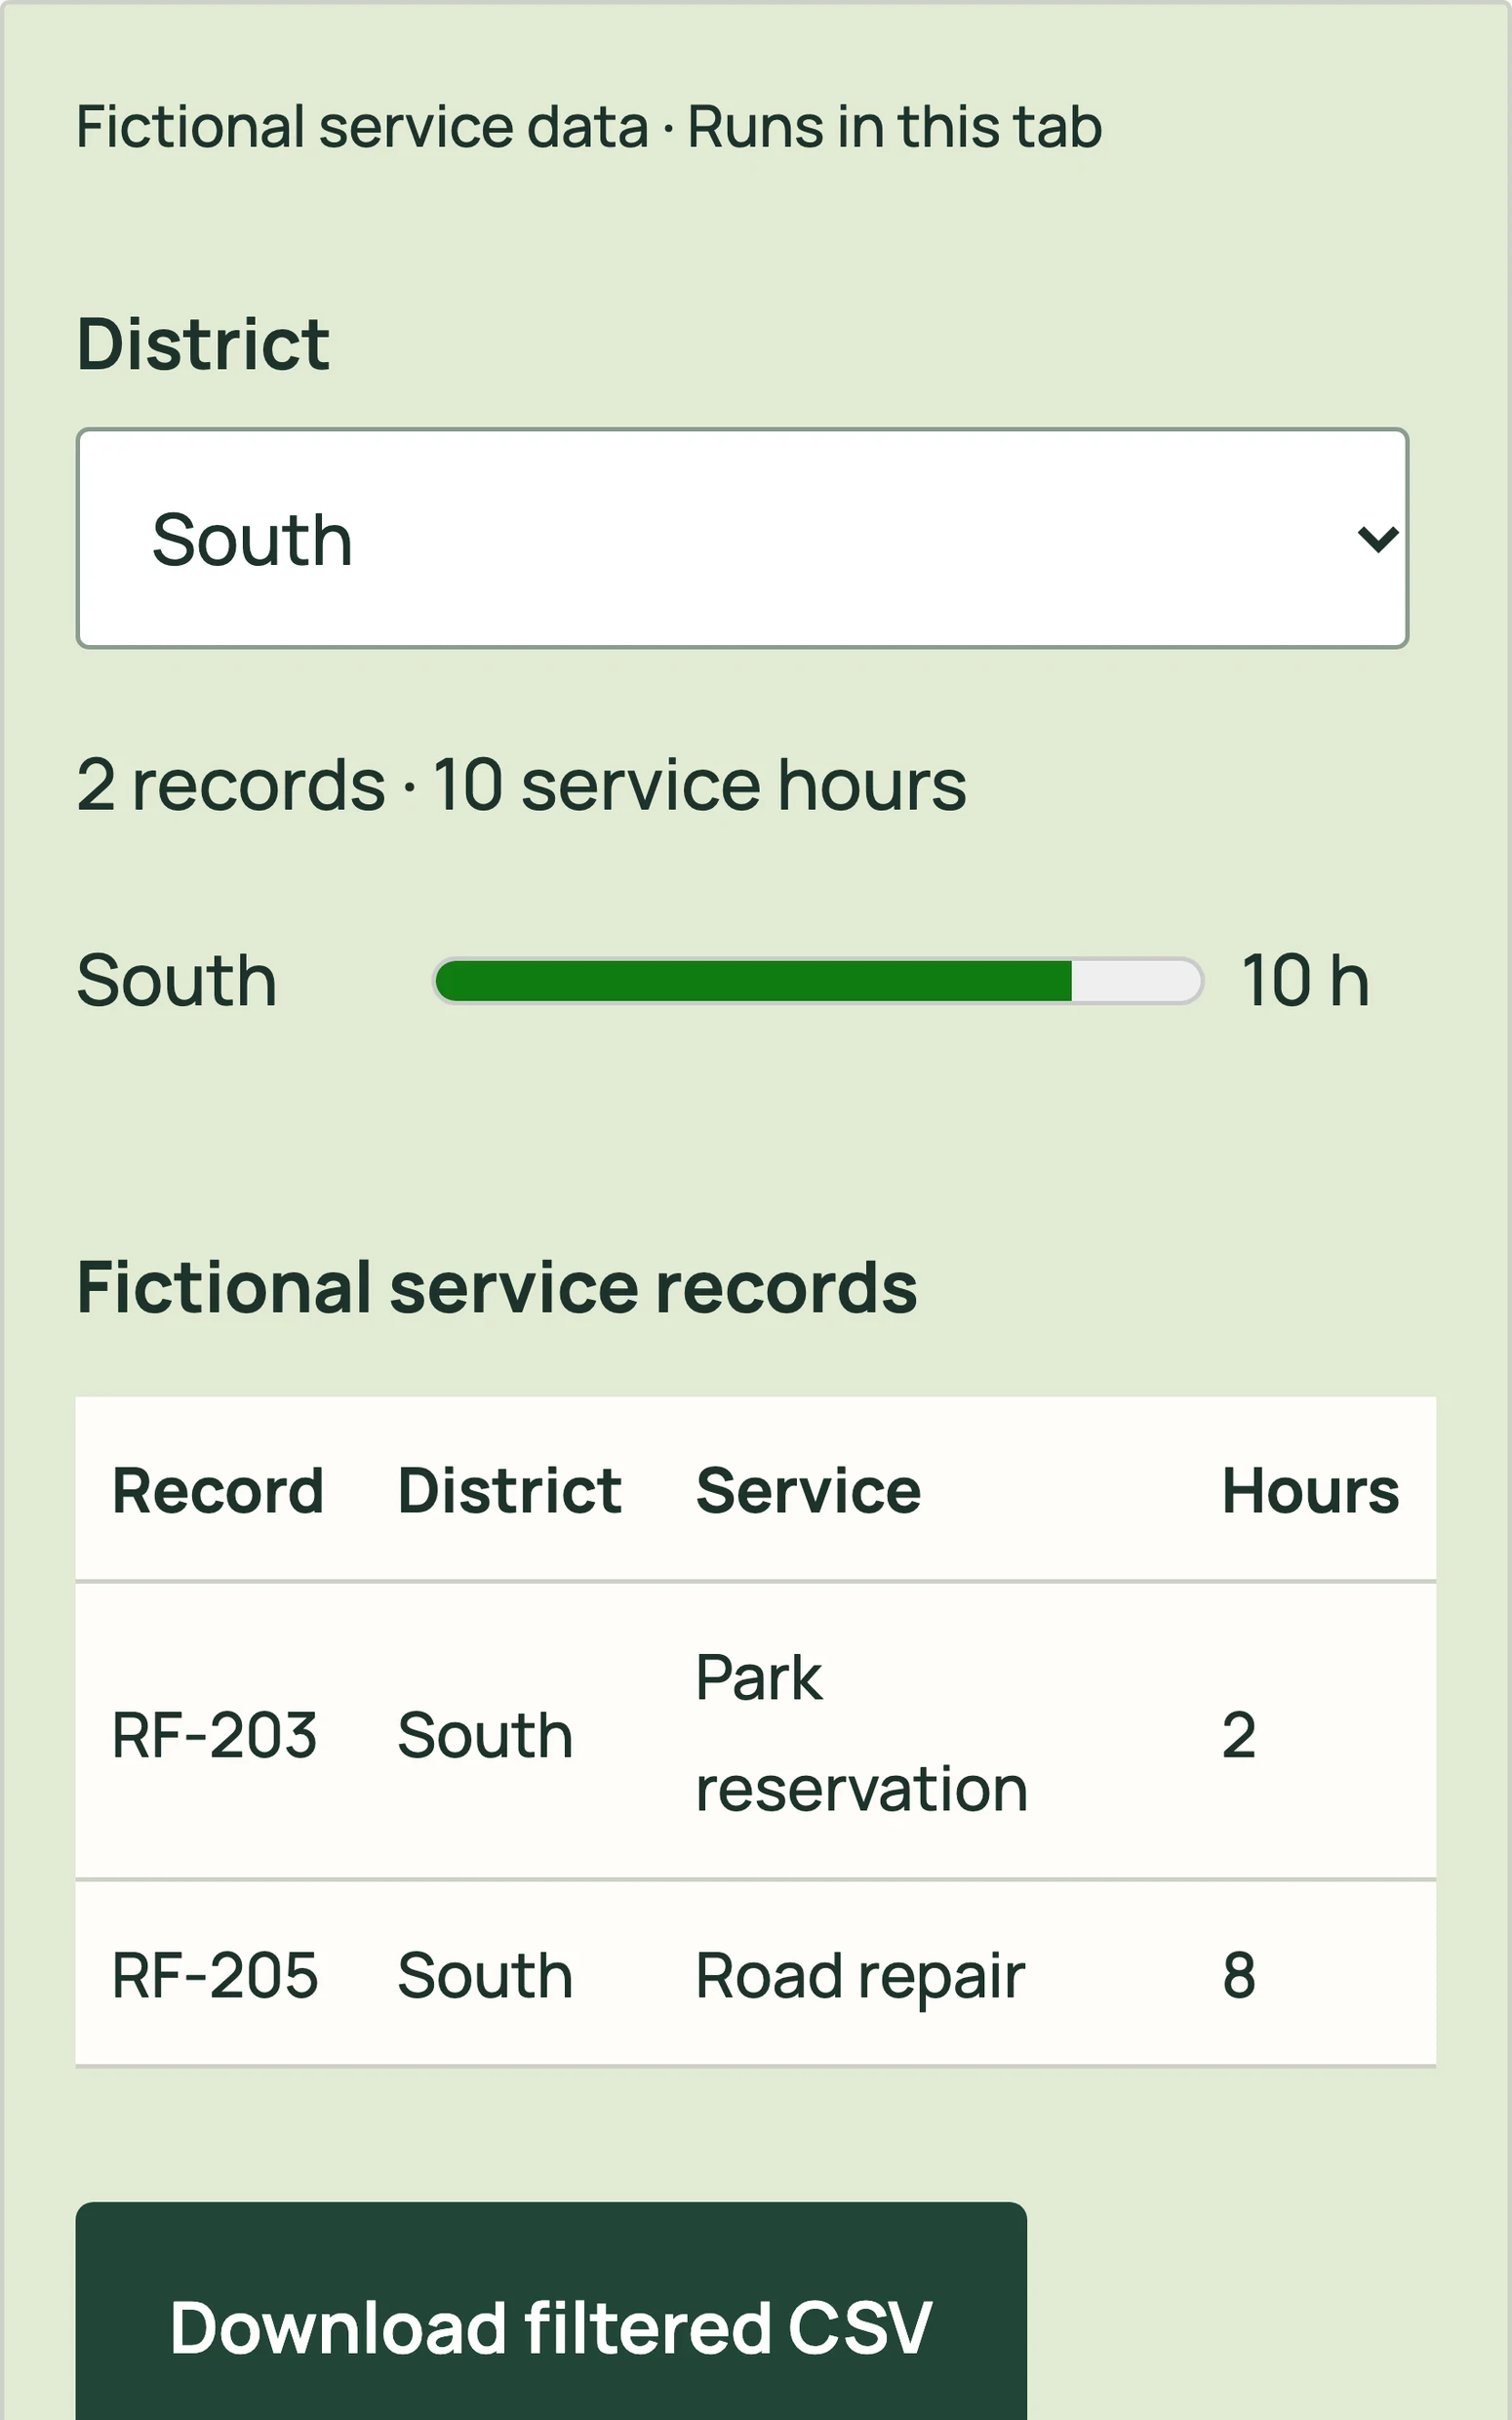 Fictional service data · Runs in this tab
District
South
2 records · 10 service hours
South 10 h
Fictional service records
Record District Service Hours
RF-203 South Park reservation 2
RF-205 South Road repair 8
Download filtered CSV